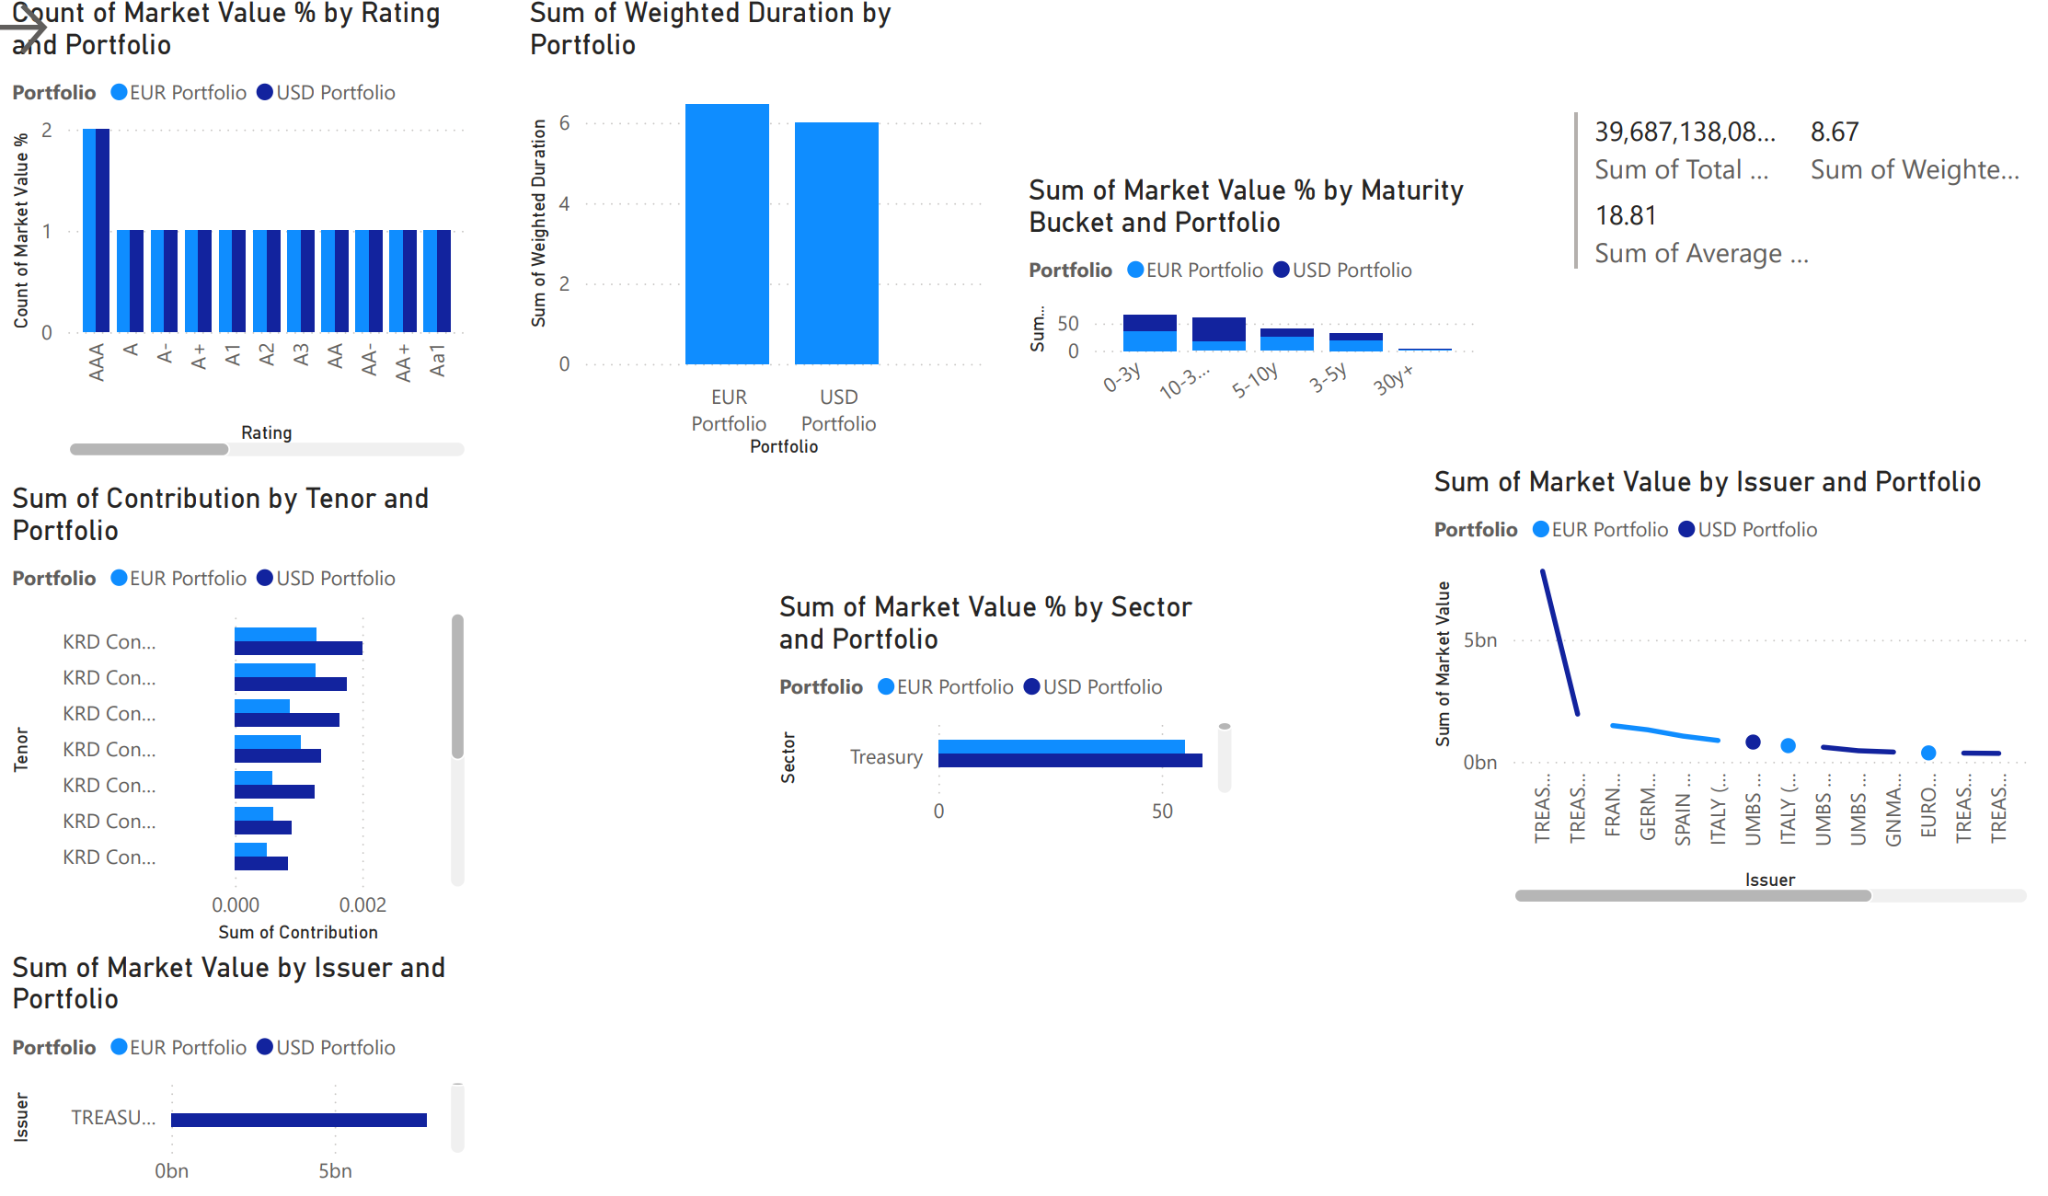 Count of Market Value % by Rating
and Portfolio
Portfolio EUR Portfolio USD Portfolio
Count of Market Value %
2
1
0
AAA
A
A-
A+
A1
A2
A3
AA
AA-
AA+
Aa1
Rating
Sum of Weighted Duration by
Portfolio
Sum of Weighted Duration
6
4
2
0
EUR
Portfolio
USD
Portfolio
Portfolio
Sum of Market Value % by Maturity
Bucket and Portfolio
Portfolio EUR Portfolio USD Portfolio
Sum...
50
0
0-3y
10-3...
5-10y
3-5y
30y+
39,687,138,08... 8.67
Sum of Total ... Sum of Weighte...
18.81
Sum of Average ...
Sum of Contribution by Tenor and
Portfolio
Portfolio EUR Portfolio USD Portfolio
Tenor
KRD Con...
KRD Con...
KRD Con...
KRD Con...
KRD Con...
KRD Con...
KRD Con...
0.000 0.002
Sum of Contribution
Sum of Market Value % by Sector
and Portfolio
Portfolio EUR Portfolio USD Portfolio
Sector
Treasury
0 50
Sum of Market Value by Issuer and Portfolio
Portfolio EUR Portfolio USD Portfolio
Sum of Market Value
5bn
0bn
TREAS...
TREAS...
FRAN...
GERM...
SPAIN ...
ITALY (...
UMBS ...
ITALY (...
UMBS ...
UMBS ...
GNMA...
EURO...
TREAS...
TREAS...
Issuer
Sum of Market Value by Issuer and
Portfolio
Portfolio EUR Portfolio USD Portfolio
Issuer
TREASU...
0bn 5bn